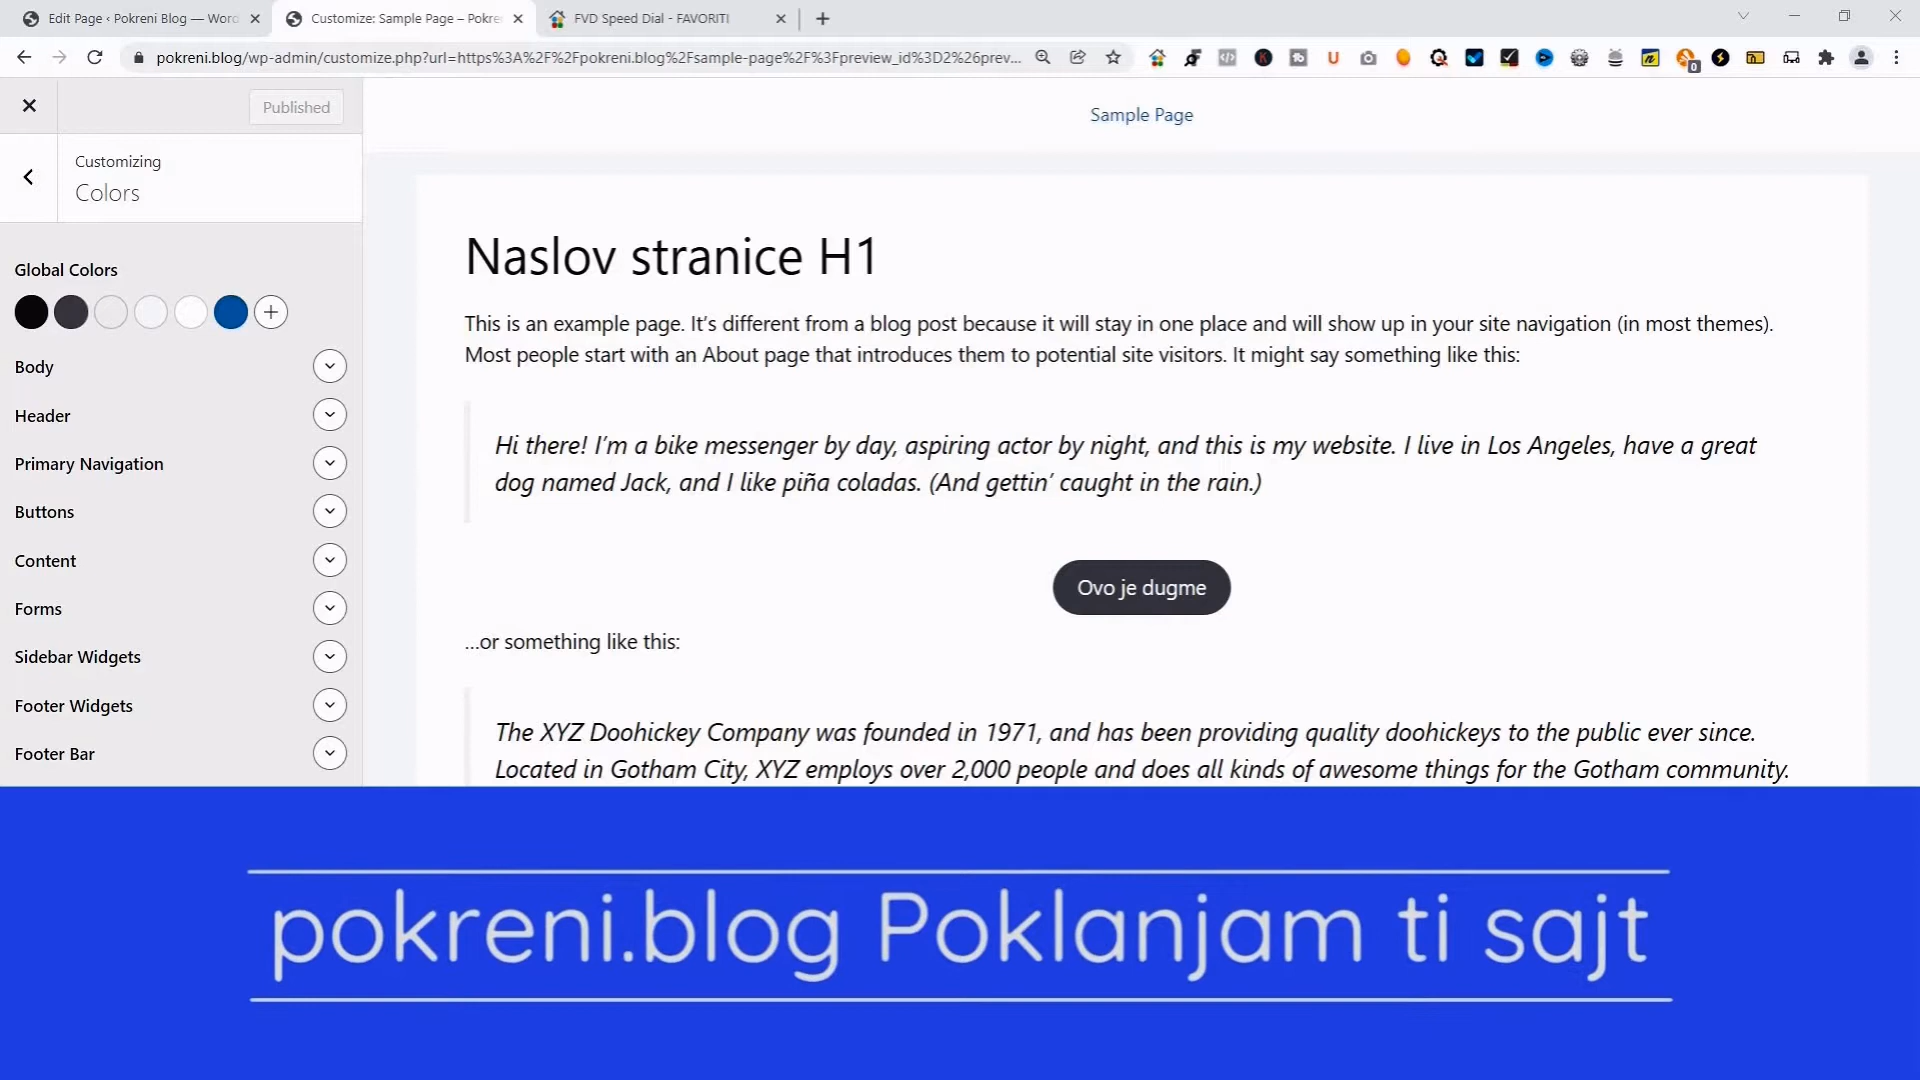 Edit Page ‹ Pokreni Blog — Word
Customize: Sample Page – Pokre
FVD Speed Dial - FAVORITI
pokreni.blog/wp-admin/customize.php?url=https%3A%2F%2Fpokreni.blog%2Fsample-page%2F%3Fpreview_id%3D2%26prev...
Published
Customizing
Colors
Global Colors
Body
Header
Primary Navigation
Buttons
Content
Forms
Sidebar Widgets
Footer Widgets
Footer Bar
Sample Page
Naslov stranice H1
This is an example page. It’s different from a blog post because it will stay in one place and will show up in your site navigation (in most themes).
Most people start with an About page that introduces them to potential site visitors. It might say something like this:
Hi there! I’m a bike messenger by day, aspiring actor by night, and this is my website. I live in Los Angeles, have a great
dog named Jack, and I like piña coladas. (And gettin’ caught in the rain.)
Ovo je dugme
…or something like this:
The XYZ Doohickey Company was founded in 1971, and has been providing quality doohickeys to the public ever since.
Located in Gotham City, XYZ employs over 2,000 people and does all kinds of awesome things for the Gotham community.
pokreni.blog Poklanjam ti sajt